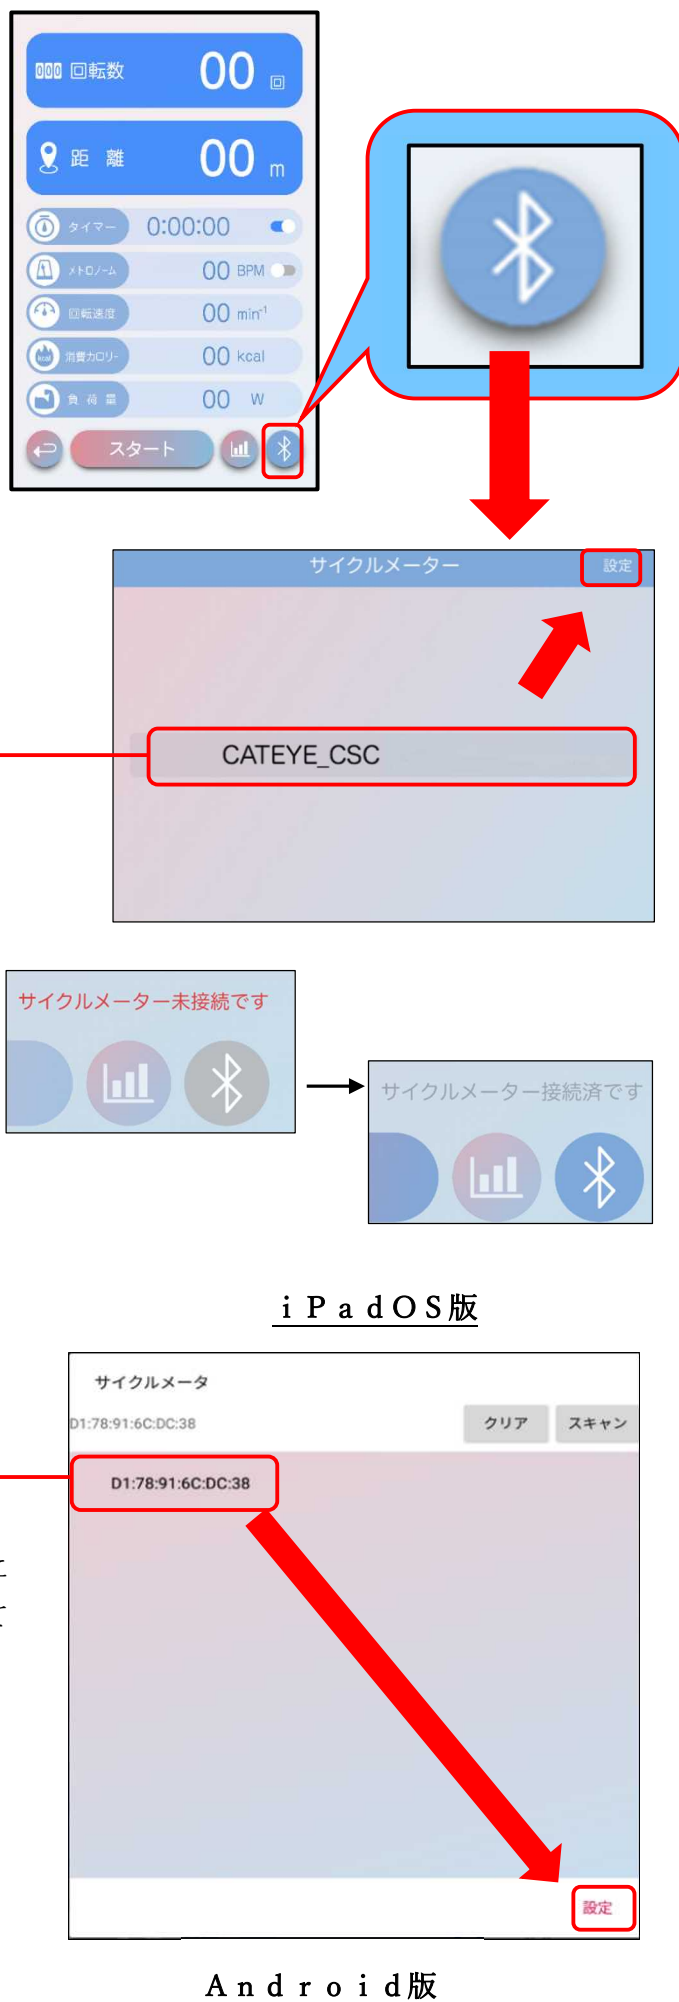 000 回転数 00 回
距 離 00 m
タイマー 0:00:00
メトロノーム 00 BPM
回転速度 00 min⁻¹
kcal 消費カロリー 00 kcal
負 荷 量 00 W
スタート
サイクルメーター 設定
CATEYE_CSC
サイクルメーター未接続です
サイクルメーター接続済です
ｉＰａｄＯＳ版
サイクルメータ
D1:78:91:6C:DC:38 クリア スキャン
D1:78:91:6C:DC:38
設定
Ａｎｄｒｏｉｄ版